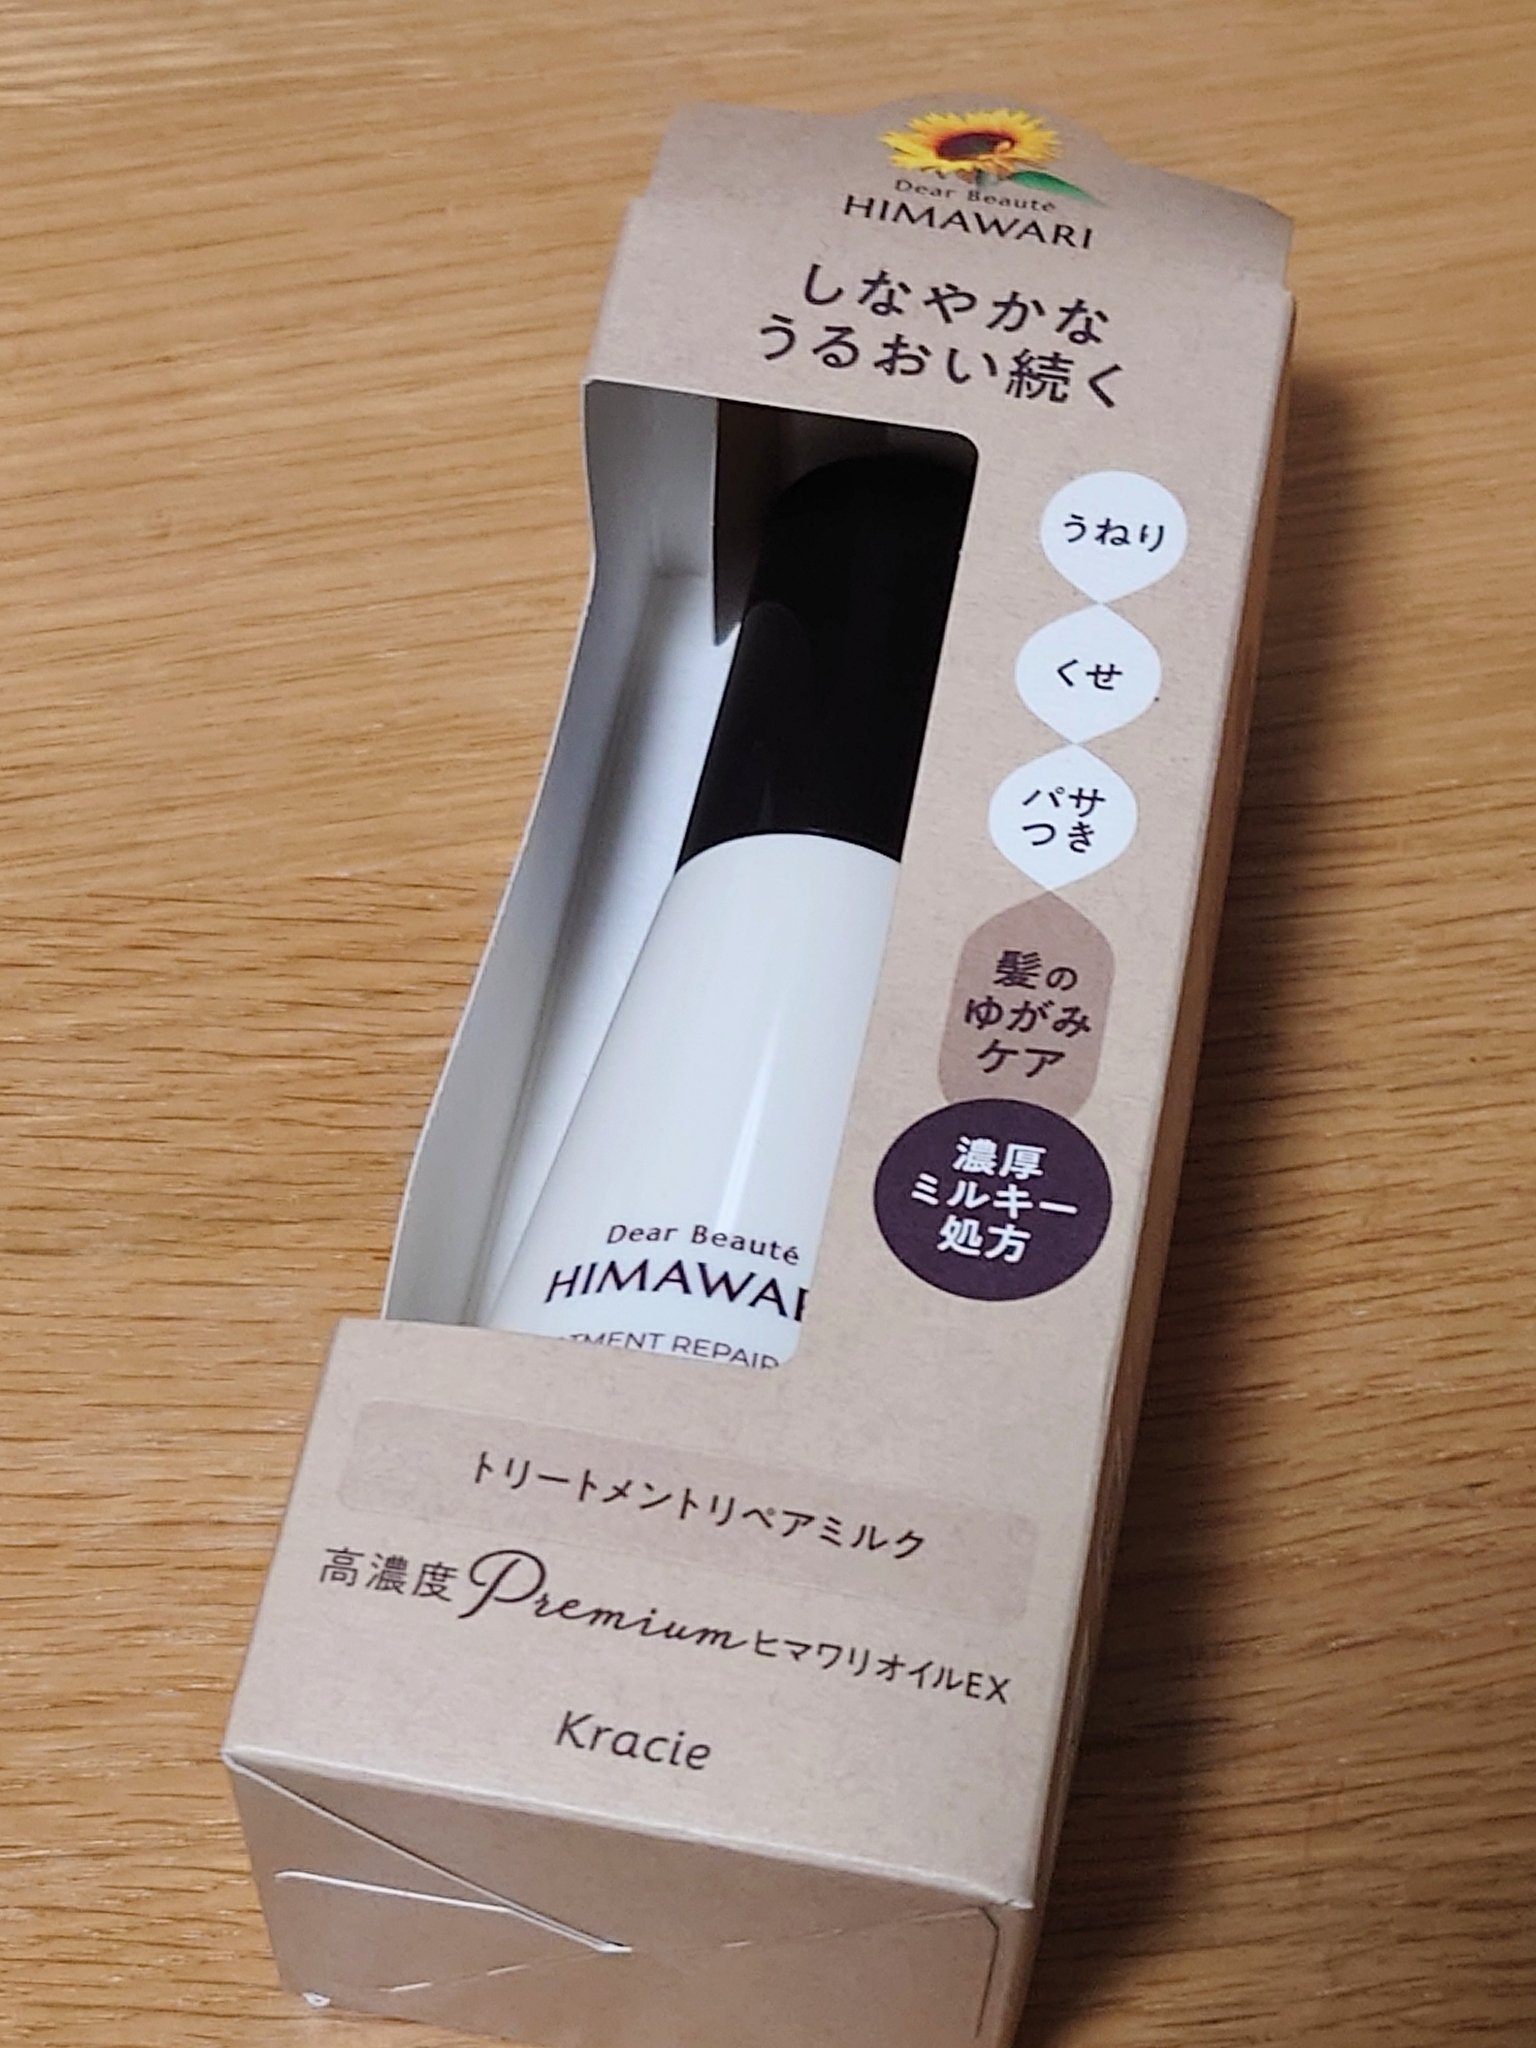 Dear Beauté
HIMAWARI
しなやかな
うるおい続く
うねり
くせ
パサ
つき
髪の
ゆがみ
ケア
濃厚
ミルキー
処方
Dear Beauté
HIMAWAR
TMENT REPAIR
トリートメントリペアミルク
高濃度PremiumヒマワリオイルEX
Kracie